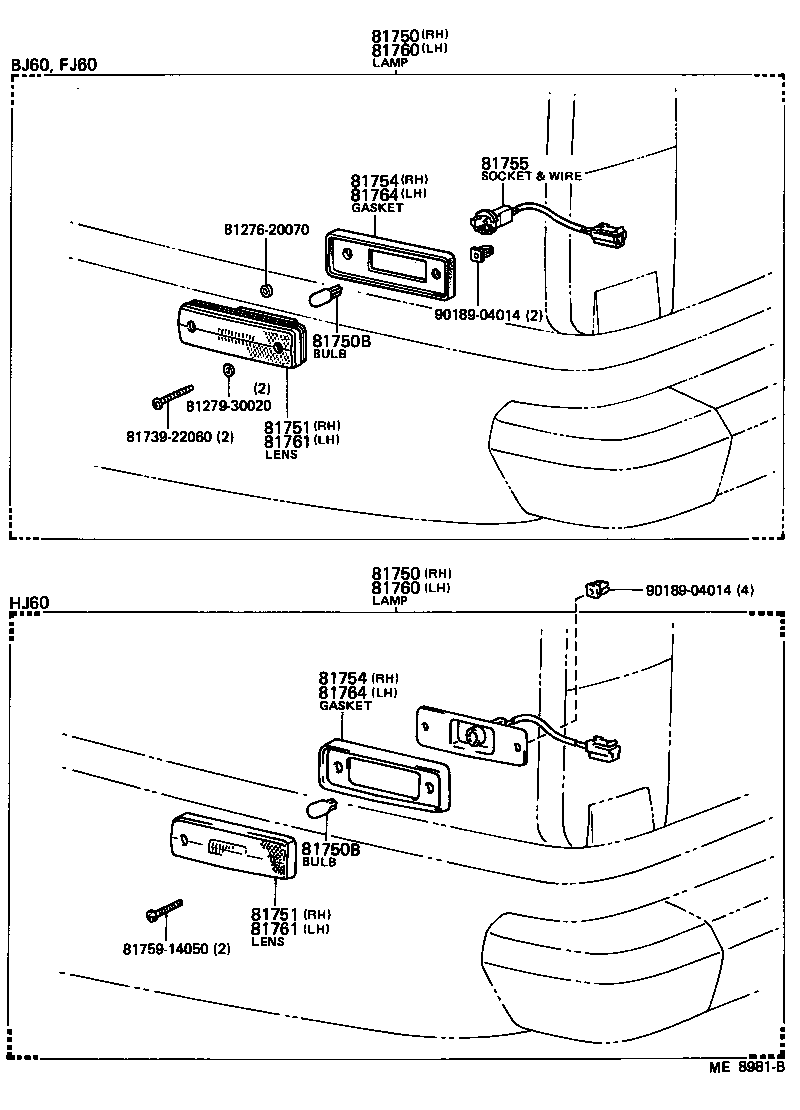 81750 (RH)
81760 (LH)
LAMP
BJ60, FJ60
81755
SOCKET & WIRE
81754 (RH)
81764 (LH)
GASKET
81276-20070
90189-04014 (2)
81750B
BULB
(2)
81279-30020
81739-22060 (2)
81751 (RH)
81761 (LH)
LENS
81750 (RH)
81760 (LH)
LAMP
90189-04014 (4)
HJ60
81754 (RH)
81764 (LH)
GASKET
81750B
BULB
81751 (RH)
81761 (LH)
LENS
81759-14050 (2)
ME 8981-B